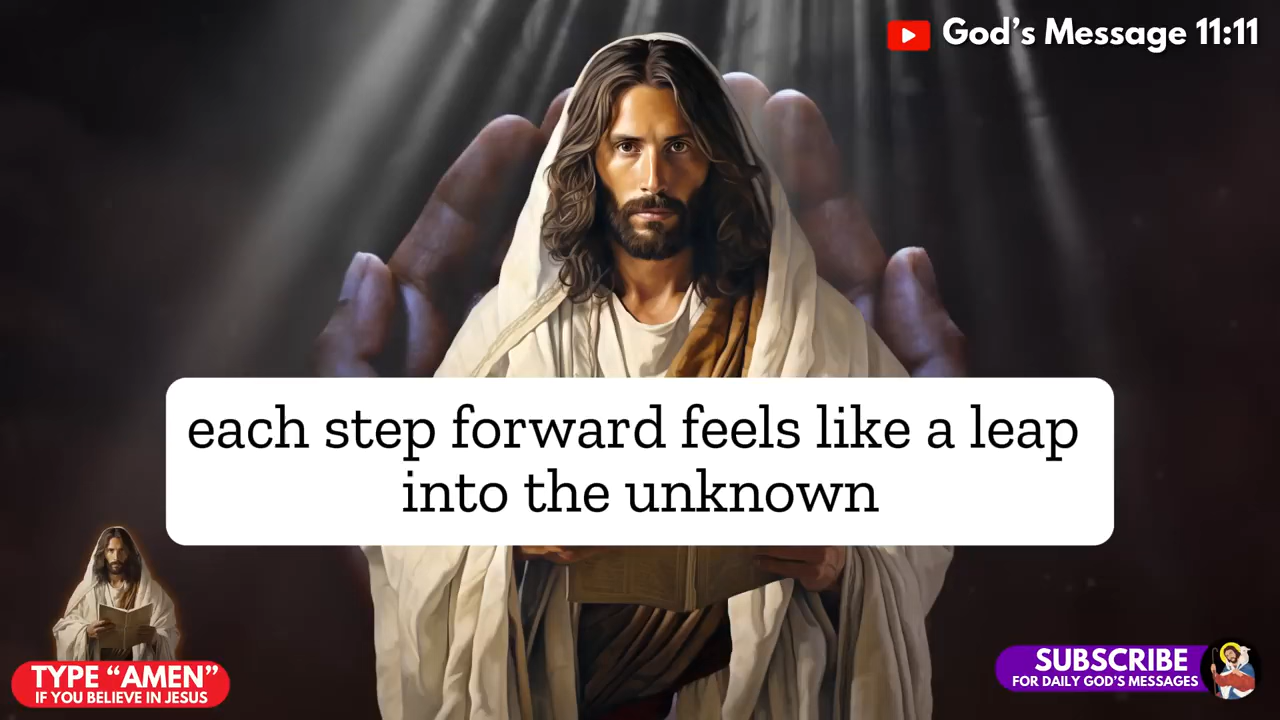 God's Message 11:11
each step forward feels like a leap
into the unknown
TYPE “AMEN”
IF YOU BELIEVE IN JESUS
SUBSCRIBE
FOR DAILY GOD'S MESSAGES